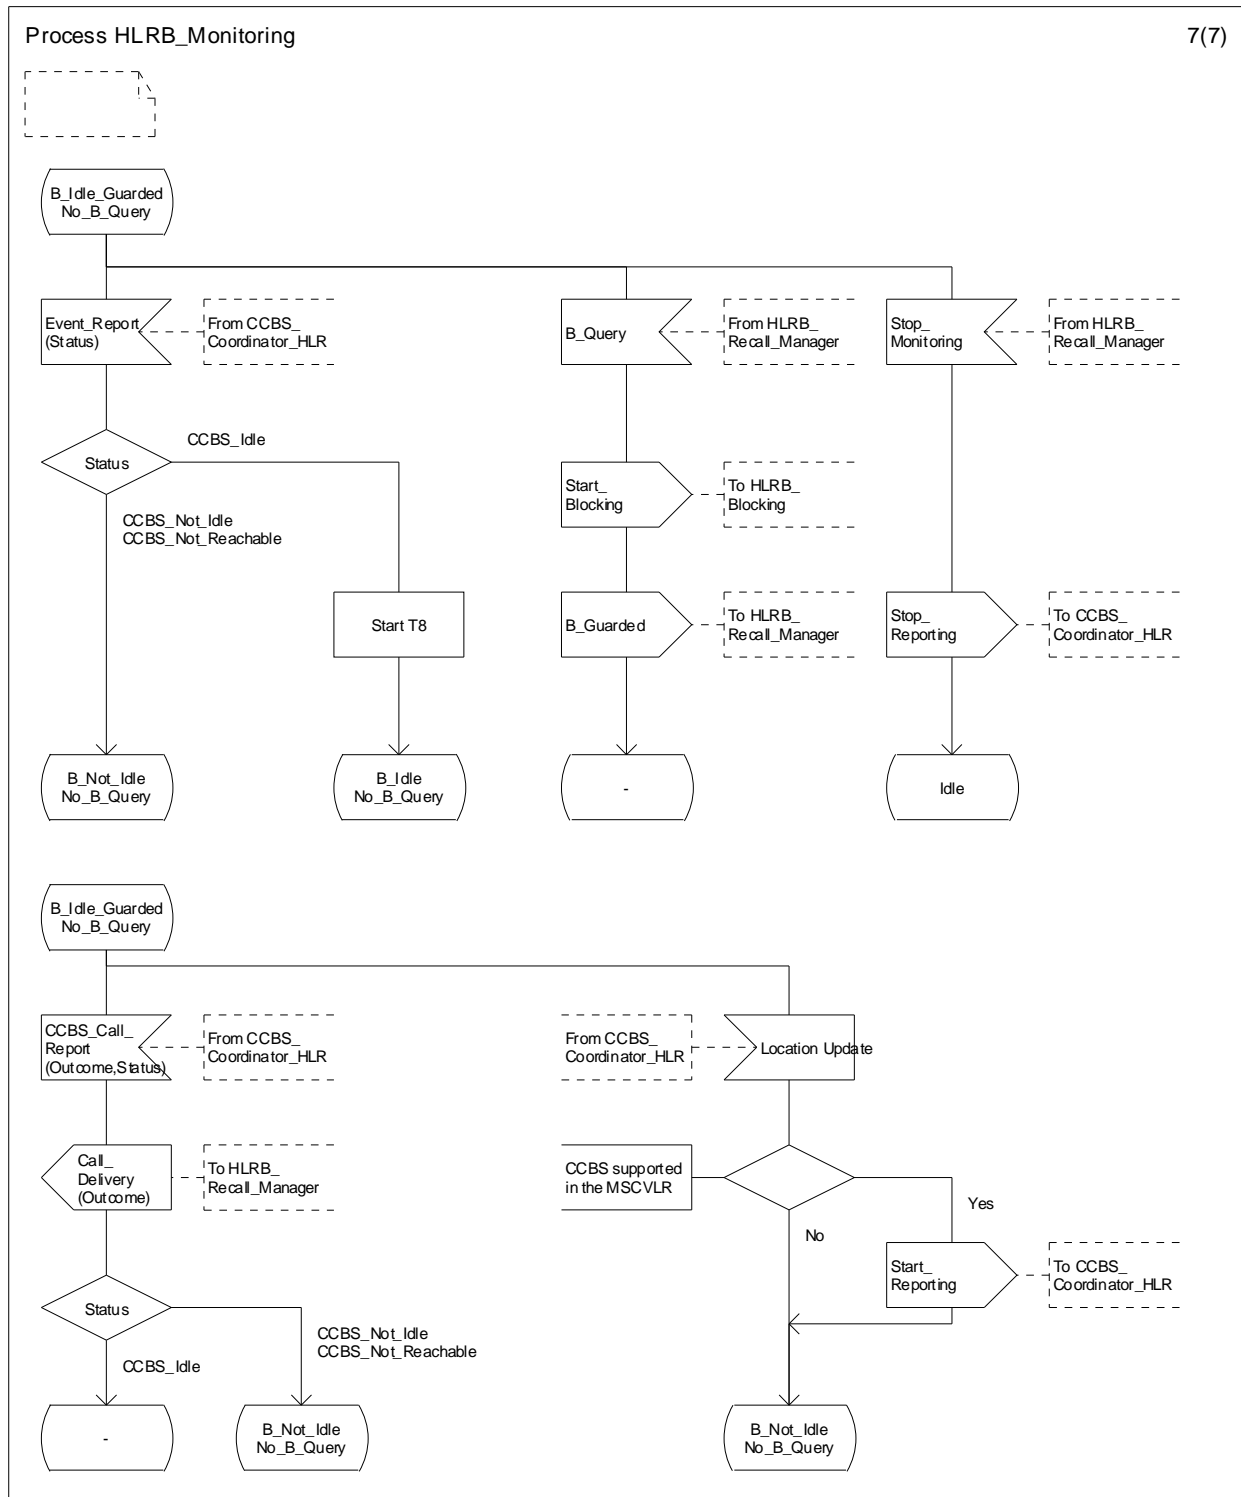 Process HLRB_Monitoring
7(7)
B_Idle_Guarded
No_B_Query
Event_Report
(Status)
From CCBS_
Coordinator_HLR
B_Query
From HLRB_
Recall_Manager
Stop_
Monitoring
From HLRB_
Recall_Manager
Status
CCBS_Idle
CCBS_Not_Idle
CCBS_Not_Reachable
Start_
Blocking
To HLRB_
Blocking
Start T8
B_Guarded
To HLRB_
Recall_Manager
Stop_
Reporting
To CCBS_
Coordinator_HLR
B_Not_Idle
No_B_Query
B_Idle
No_B_Query
-
Idle
B_Idle_Guarded
No_B_Query
CCBS_Call_
Report
(Outcome,Status)
From CCBS_
Coordinator_HLR
From CCBS_
Coordinator_HLR
Location Update
Call_
Delivery
(Outcome)
To HLRB_
Recall_Manager
CCBS supported
in the MSCVLR
Yes
No
Start_
Reporting
To CCBS_
Coordinator_HLR
Status
CCBS_Not_Idle
CCBS_Not_Reachable
CCBS_Idle
-
B_Not_Idle
No_B_Query
B_Not_Idle
No_B_Query